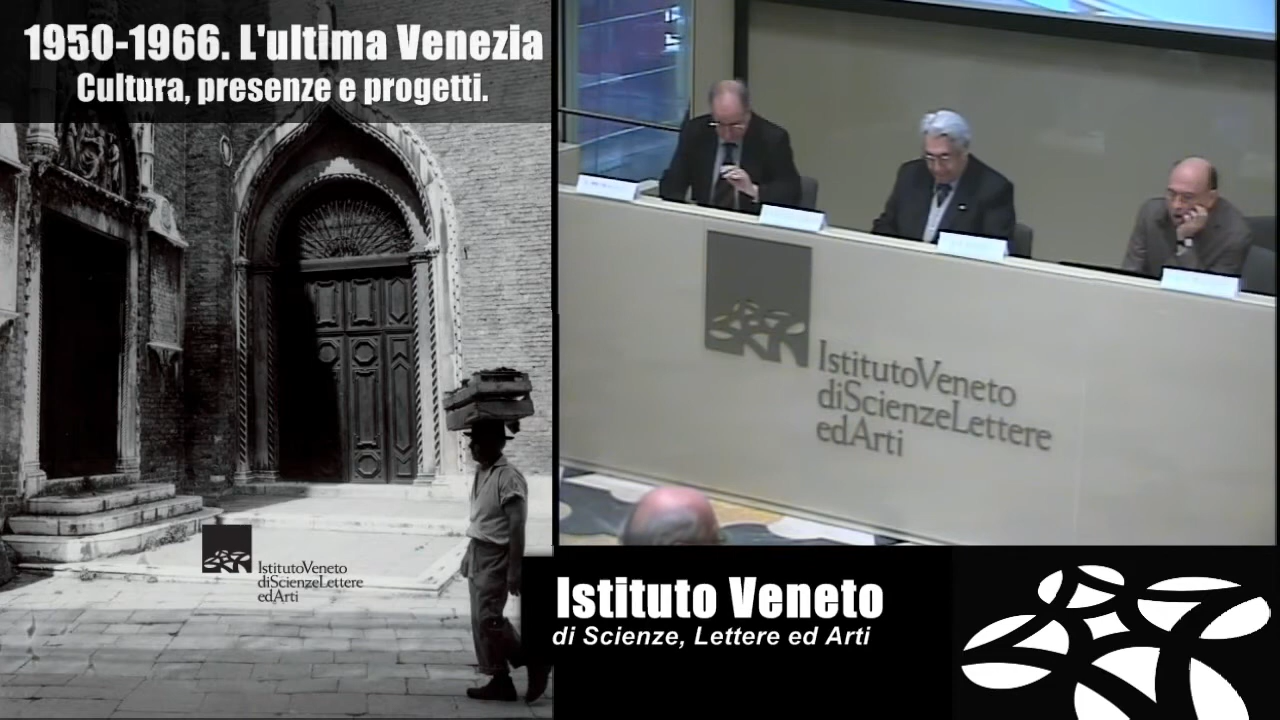 1950-1966. L'ultima Venezia
Cultura, presenze e progetti.
IstitutoVeneto
diScienzeLettere
edArti
IstitutoVeneto
diScienzeLettere
edArti
Istituto Veneto
di Scienze, Lettere ed Arti